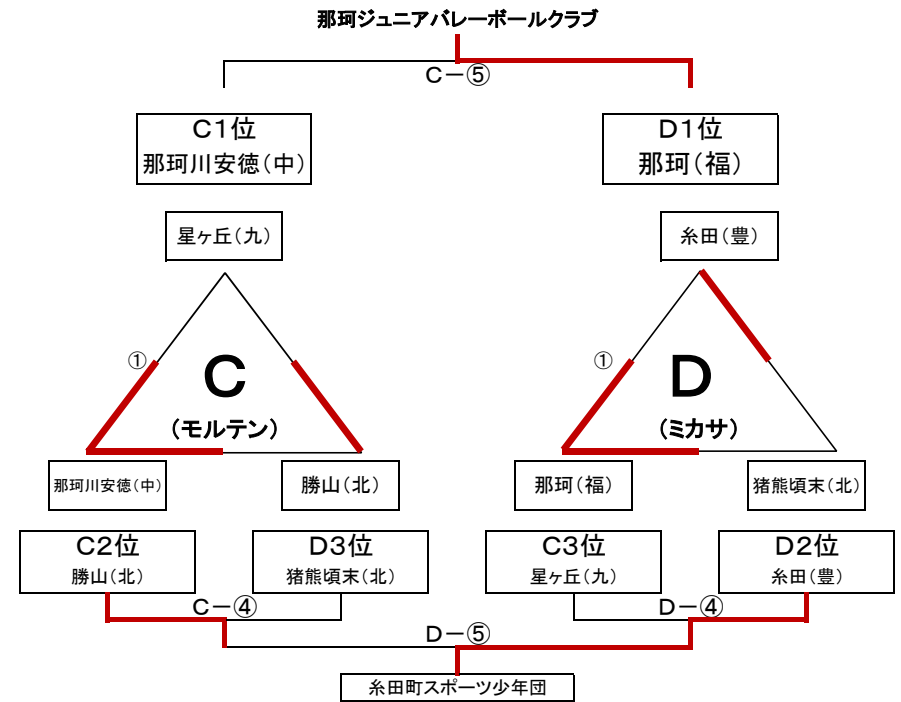 那珂ジュニアバレーボールクラブ
C－⑤
C1位
那珂川安徳（中）
D1位
那珂（福）
星ヶ丘（九）
糸田（豊）
①
C
（モルテン）
①
D
（ミカサ）
那珂川安徳（中）
勝山（北）
那珂（福）
猪熊頃末（北）
C2位
勝山（北）
D3位
猪熊頃末（北）
C3位
星ヶ丘（九）
D2位
糸田（豊）
C－④
D－④
D－⑤
糸田町スポーツ少年団